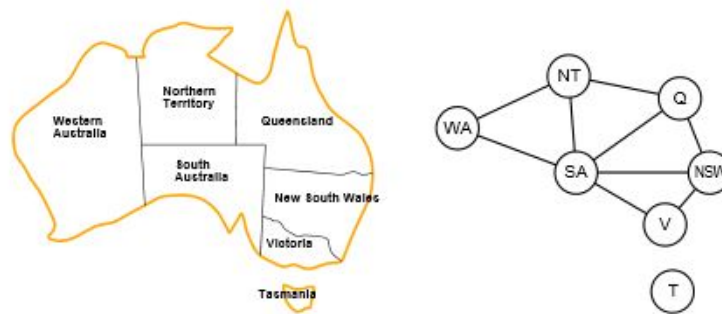 Northern
Territory
Western
Australia
Queensland
South
Australia
New South Wales
Victoria
Tasmania
NT
Q
WA
SA
NSW
V
T